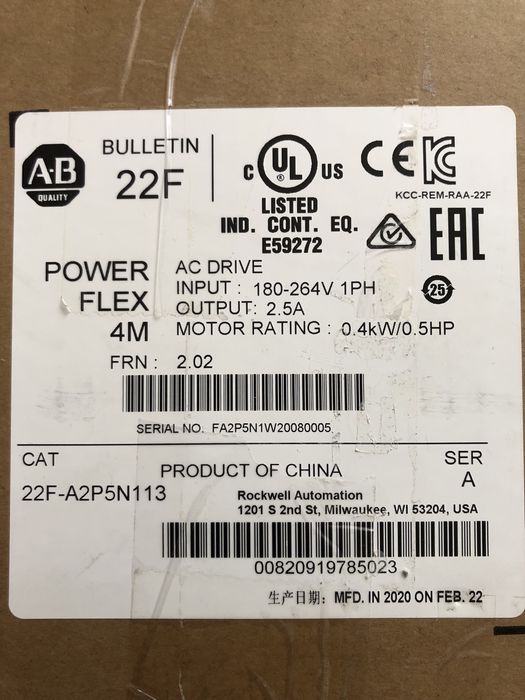 A-B
QUALITY
BULLETIN
22F
C UL US
®
LISTED
IND. CONT. EQ.
E59272
CE
KC
KCC-REM-RAA-22F
EAC
25
POWER
FLEX
4M
AC DRIVE
INPUT : 180-264V 1PH
OUTPUT: 2.5A
MOTOR RATING : 0.4kW/0.5HP
FRN : 2.02
SERIAL NO. FA2P5N1W20080005
CAT
22F-A2P5N113
PRODUCT OF CHINA
SER
A
Rockwell Automation
1201 S 2nd St, Milwaukee, WI 53204, USA
00820919785023
生产日期: MFD. IN 2020 ON FEB. 22